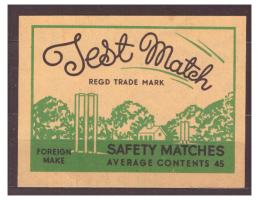 Test Match
REGD TRADE MARK
FOREIGN MAKE
SAFETY MATCHES
AVERAGE CONTENTS 45